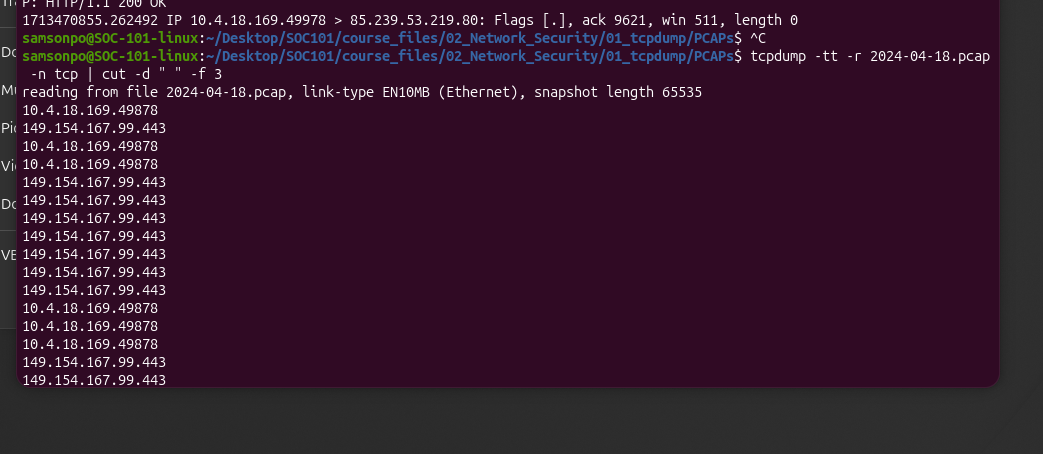 P: HTTP/1.1 200 OK
1713470855.262492 IP 10.4.18.169.49978 > 85.239.53.219.80: Flags [.], ack 9621, win 511, length 0
samsonpo@SOC-101-linux:~/Desktop/SOC101/course_files/02_Network_Security/01_tcpdump/PCAPs$ ^C
samsonpo@SOC-101-linux:~/Desktop/SOC101/course_files/02_Network_Security/01_tcpdump/PCAPs$ tcpdump -tt -r 2024-04-18.pcap
 -n tcp | cut -d " " -f 3
reading from file 2024-04-18.pcap, link-type EN10MB (Ethernet), snapshot length 65535
10.4.18.169.49878
149.154.167.99.443
10.4.18.169.49878
10.4.18.169.49878
149.154.167.99.443
149.154.167.99.443
149.154.167.99.443
149.154.167.99.443
149.154.167.99.443
149.154.167.99.443
149.154.167.99.443
10.4.18.169.49878
10.4.18.169.49878
10.4.18.169.49878
149.154.167.99.443
149.154.167.99.443
Do
Mu
Pic
Vi
Do
VE